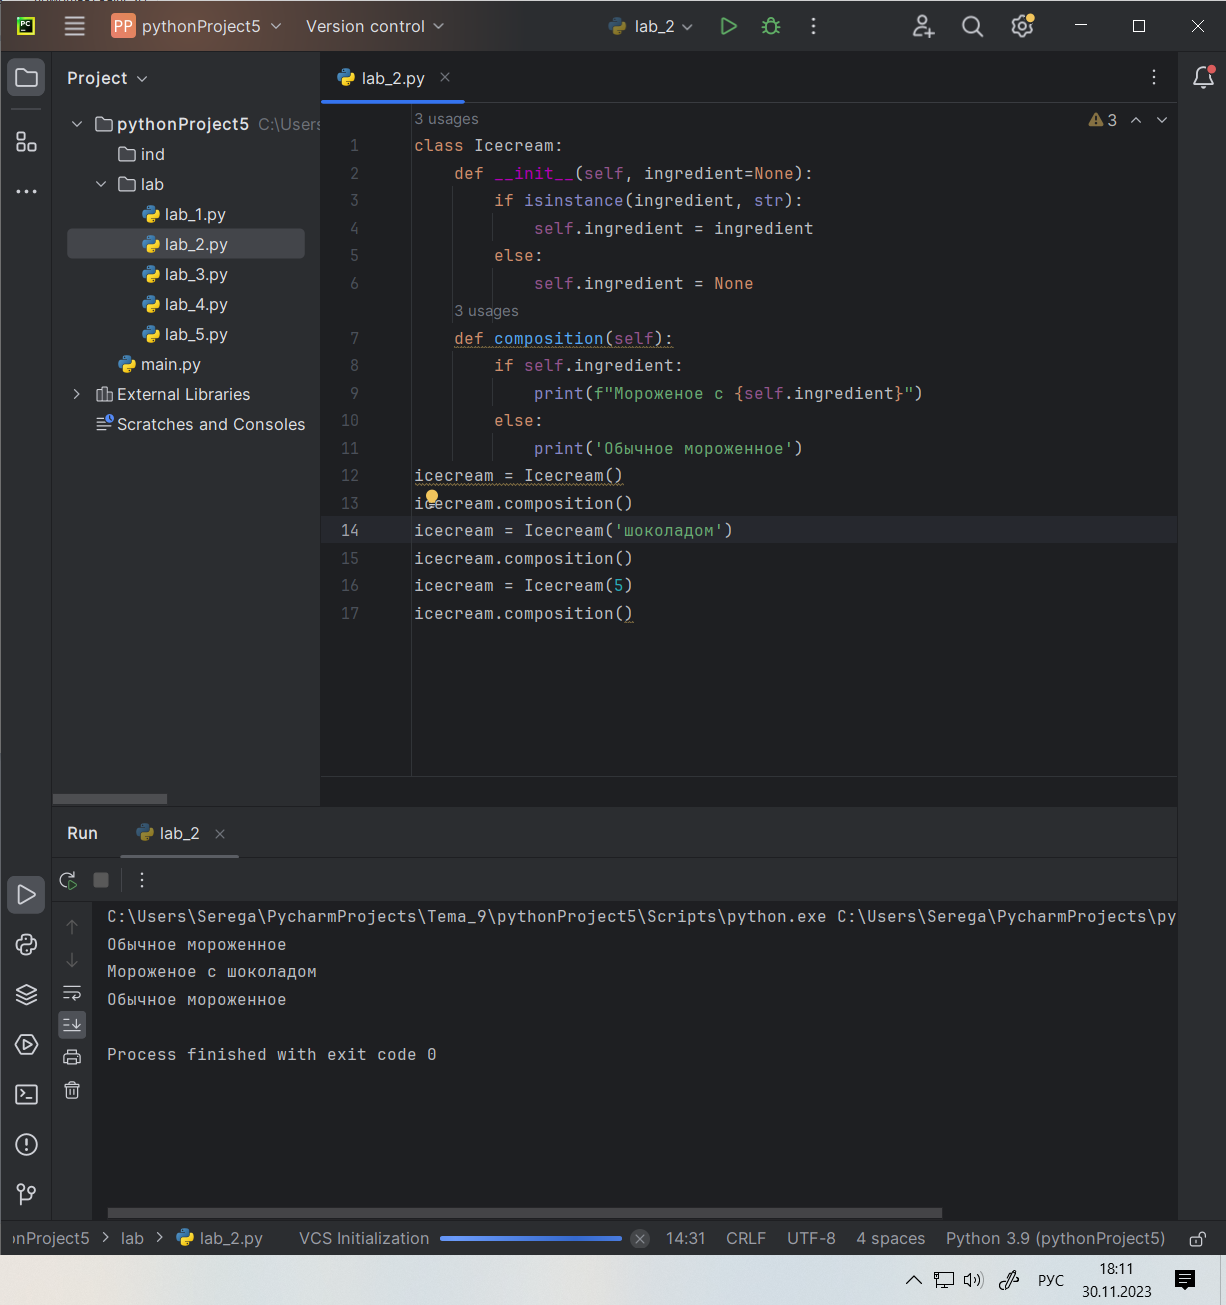 PC
PP pythonProject5
Version control
lab_2
Project
pythonProject5 C:\Users
ind
lab
lab_1.py
lab_2.py
lab_3.py
lab_4.py
lab_5.py
main.py
External Libraries
Scratches and Consoles
lab_2.py
3 usages
3
1 class Icecream:
2 def __init__(self, ingredient=None):
3 if isinstance(ingredient, str):
4 self.ingredient = ingredient
5 else:
6 self.ingredient = None
3 usages
7 def composition(self):
8 if self.ingredient:
9 print(f"Мороженое с {self.ingredient}")
10 else:
11 print('Обычное мороженное')
12 icecream = Icecream()
13 icecream.composition()
14 icecream = Icecream('шоколадом')
15 icecream.composition()
16 icecream = Icecream(5)
17 icecream.composition()
Run
lab_2
C:\Users\Serega\PycharmProjects\Tema_9\pythonProject5\Scripts\python.exe C:\Users\Serega\PycharmProjects\py
Обычное мороженное
Мороженое с шоколадом
Обычное мороженное
Process finished with exit code 0
nProject5 > lab > lab_2.py
VCS Initialization
14:31
CRLF
UTF-8
4 spaces
Python 3.9 (pythonProject5)
РУС
18:11
30.11.2023